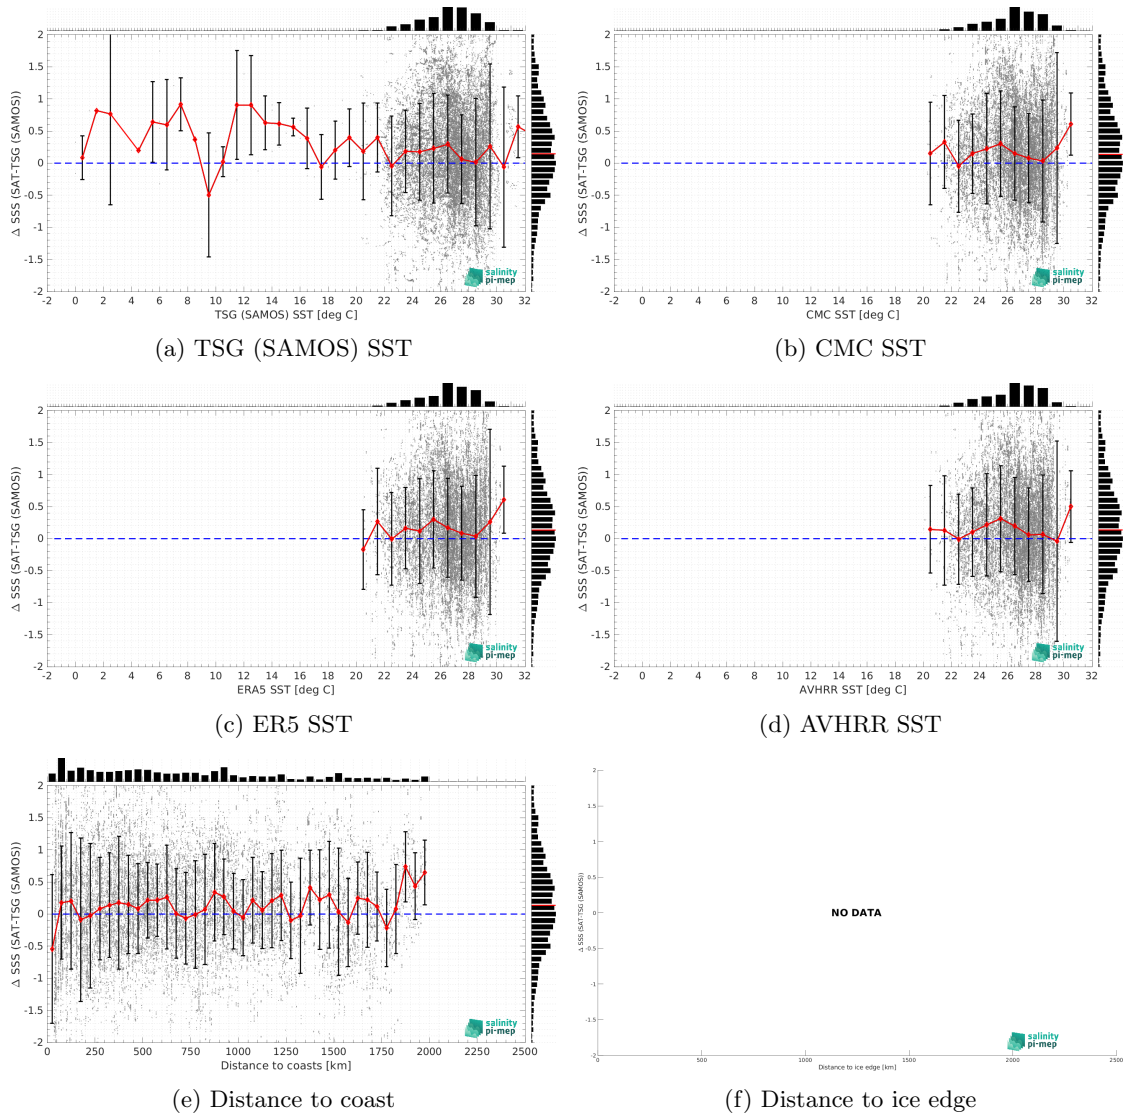 2
1.5
1
0.5
0
-0.5
-1
-1.5
-2
Δ SSS (SAT-TSG (SAMOS))
-2 0 2 4 6 8 10 12 14 16 18 20 22 24 26 28 30 32
TSG (SAMOS) SST [deg C]
salinity
pi-mep
(a) TSG (SAMOS) SST
2
1.5
1
0.5
0
-0.5
-1
-1.5
-2
Δ SSS (SAT-TSG (SAMOS))
-2 0 2 4 6 8 10 12 14 16 18 20 22 24 26 28 30 32
CMC SST [deg C]
salinity
pi-mep
(b) CMC SST
2
1.5
1
0.5
0
-0.5
-1
-1.5
-2
Δ SSS (SAT-TSG (SAMOS))
-2 0 2 4 6 8 10 12 14 16 18 20 22 24 26 28 30 32
ERA5 SST [deg C]
salinity
pi-mep
(c) ER5 SST
2
1.5
1
0.5
0
-0.5
-1
-1.5
-2
Δ SSS (SAT-TSG (SAMOS))
-2 0 2 4 6 8 10 12 14 16 18 20 22 24 26 28 30 32
AVHRR SST [deg C]
salinity
pi-mep
(d) AVHRR SST
2
1.5
1
0.5
0
-0.5
-1
-1.5
-2
Δ SSS (SAT-TSG (SAMOS))
0 250 500 750 1000 1250 1500 1750 2000 2250 2500
Distance to coasts [km]
salinity
pi-mep
(e) Distance to coast
2
1.5
1
0.5
0
-0.5
-1
-1.5
-2
Δ SSS (SAT-TSG (SAMOS))
NO DATA
0 500 1000 1500 2000 2500
Distance to ice edge [km]
salinity
pi-mep
(f) Distance to ice edge